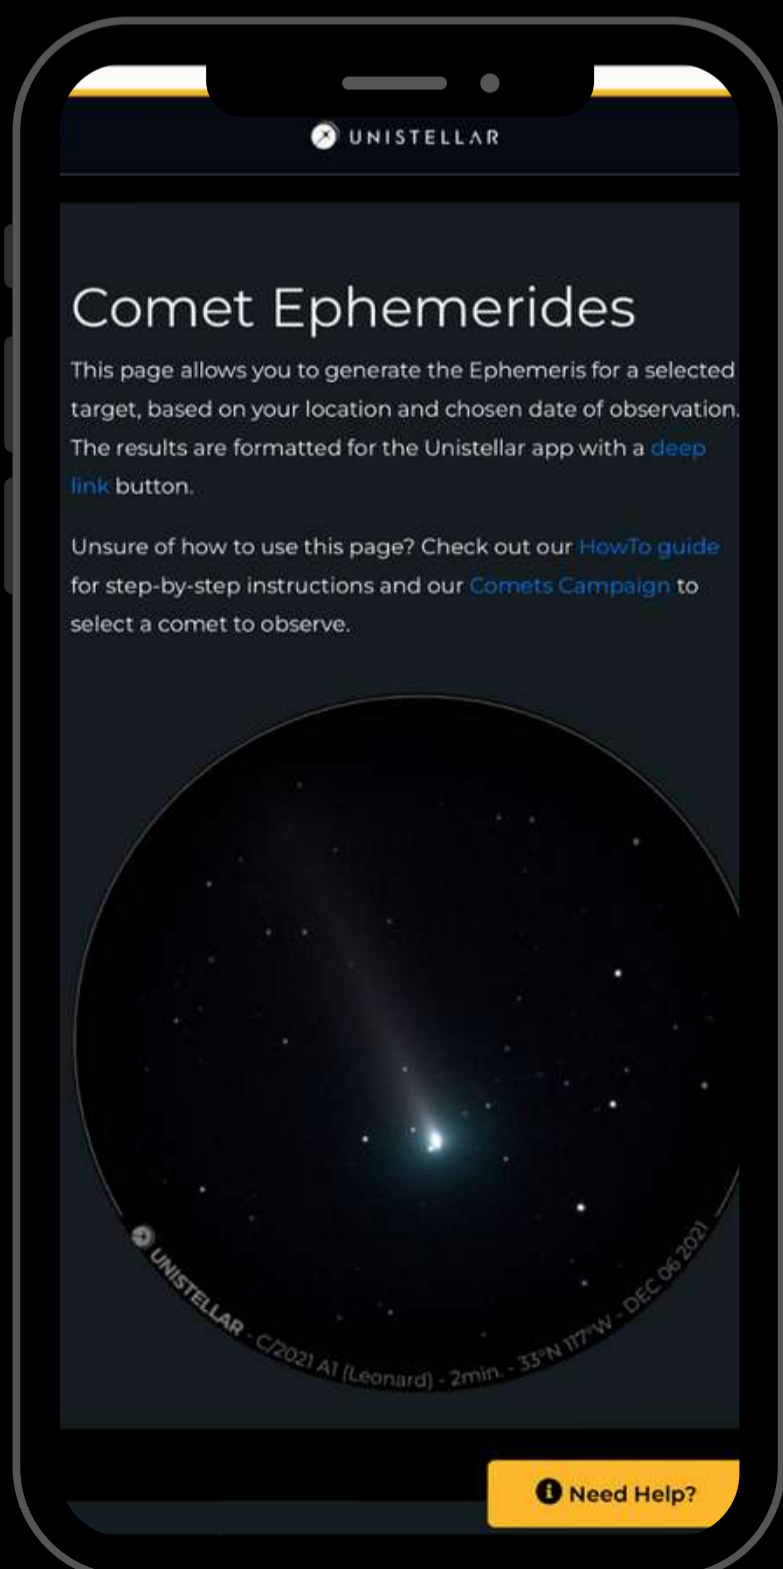 UNISTELLAR
Comet Ephemerides
This page allows you to generate the Ephemeris for a selected
target, based on your location and chosen date of observation.
The results are formatted for the Unistellar app with a deep
link button.
Unsure of how to use this page? Check out our HowTo guide
for step-by-step instructions and our Comets Campaign to
select a comet to observe.
UNISTELLAR - C/2021 A1 (Leonard) - 2min. - 33°N 117°W - DEC 06 2021
Need Help?